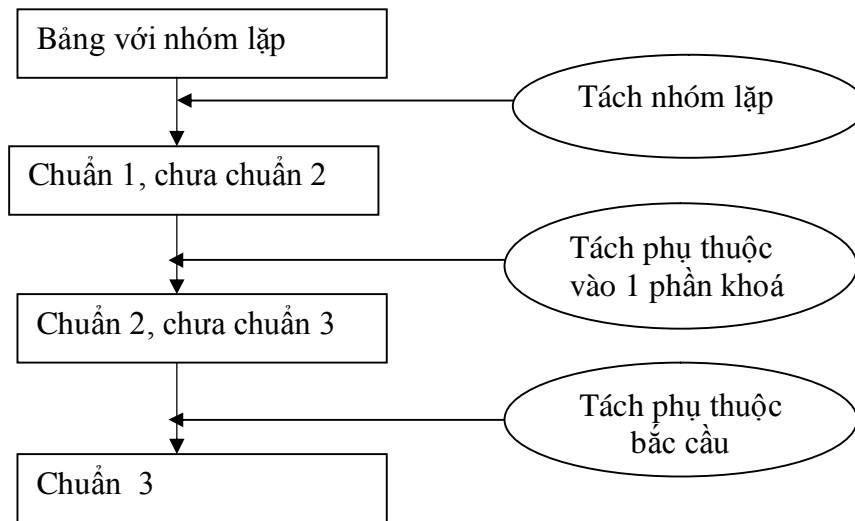 Bảng với nhóm lặp
Tách nhóm lặp
Chuẩn 1, chưa chuẩn 2
Tách phụ thuộc
vào 1 phần khoá
Chuẩn 2, chưa chuẩn 3
Tách phụ thuộc
bắc cầu
Chuẩn 3